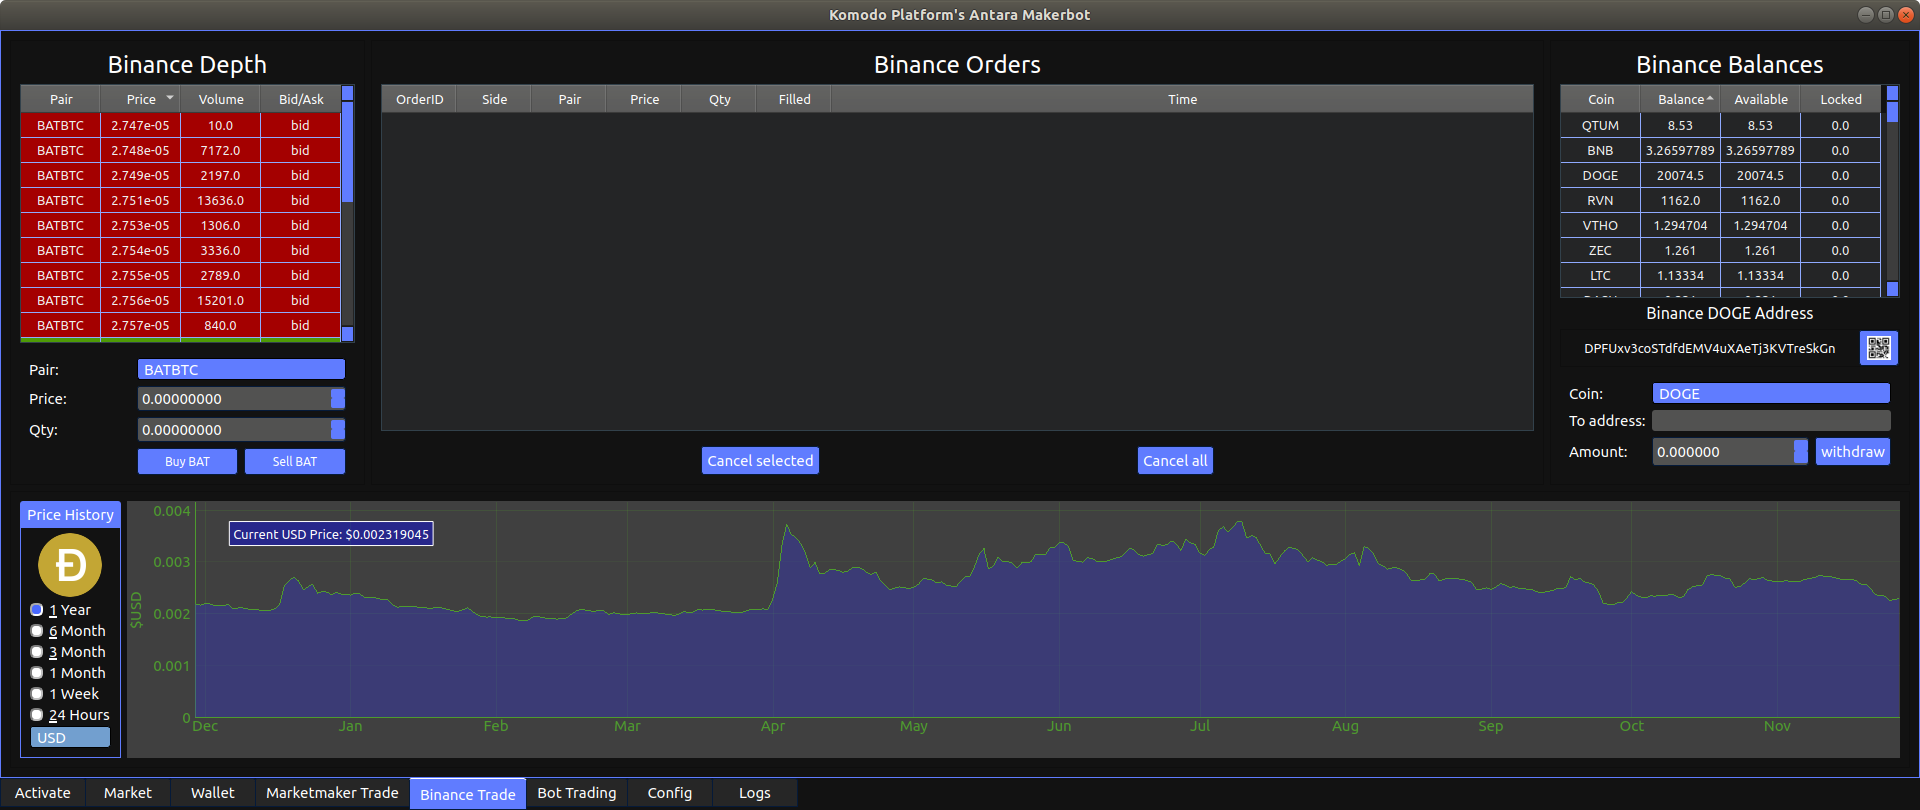 Komodo Platform's Antara Makerbot
Binance Depth
Pair Price Volume Bid/Ask
BATBTC 2.747e-05 10.0 bid
BATBTC 2.748e-05 7172.0 bid
BATBTC 2.749e-05 2197.0 bid
BATBTC 2.751e-05 13636.0 bid
BATBTC 2.753e-05 1306.0 bid
BATBTC 2.754e-05 3336.0 bid
BATBTC 2.755e-05 2789.0 bid
BATBTC 2.756e-05 15201.0 bid
BATBTC 2.757e-05 840.0 bid
Pair: BATBTC
Price: 0.00000000
Qty: 0.00000000
Buy BAT Sell BAT
Binance Orders
OrderID Side Pair Price Qty Filled Time
Cancel selected Cancel all
Binance Balances
Coin Balance Available Locked
QTUM 8.53 8.53 0.0
BNB 3.26597789 3.26597789 0.0
DOGE 20074.5 20074.5 0.0
RVN 1162.0 1162.0 0.0
VTHO 1.294704 1.294704 0.0
ZEC 1.261 1.261 0.0
LTC 1.13334 1.13334 0.0
Binance DOGE Address
DPFUxv3coSTdfdEMV4uXAeTj3KVTreSkGn
Coin: DOGE
To address:
Amount: 0.000000 withdraw
Price History
1 Year
6 Month
3 Month
1 Month
1 Week
24 Hours
USD
Current USD Price: $0.002319045
$USD
0.004
0.003
0.002
0.001
0
Dec Jan Feb Mar Apr May Jun Jul Aug Sep Oct Nov
Activate Market Wallet Marketmaker Trade Binance Trade Bot Trading Config Logs